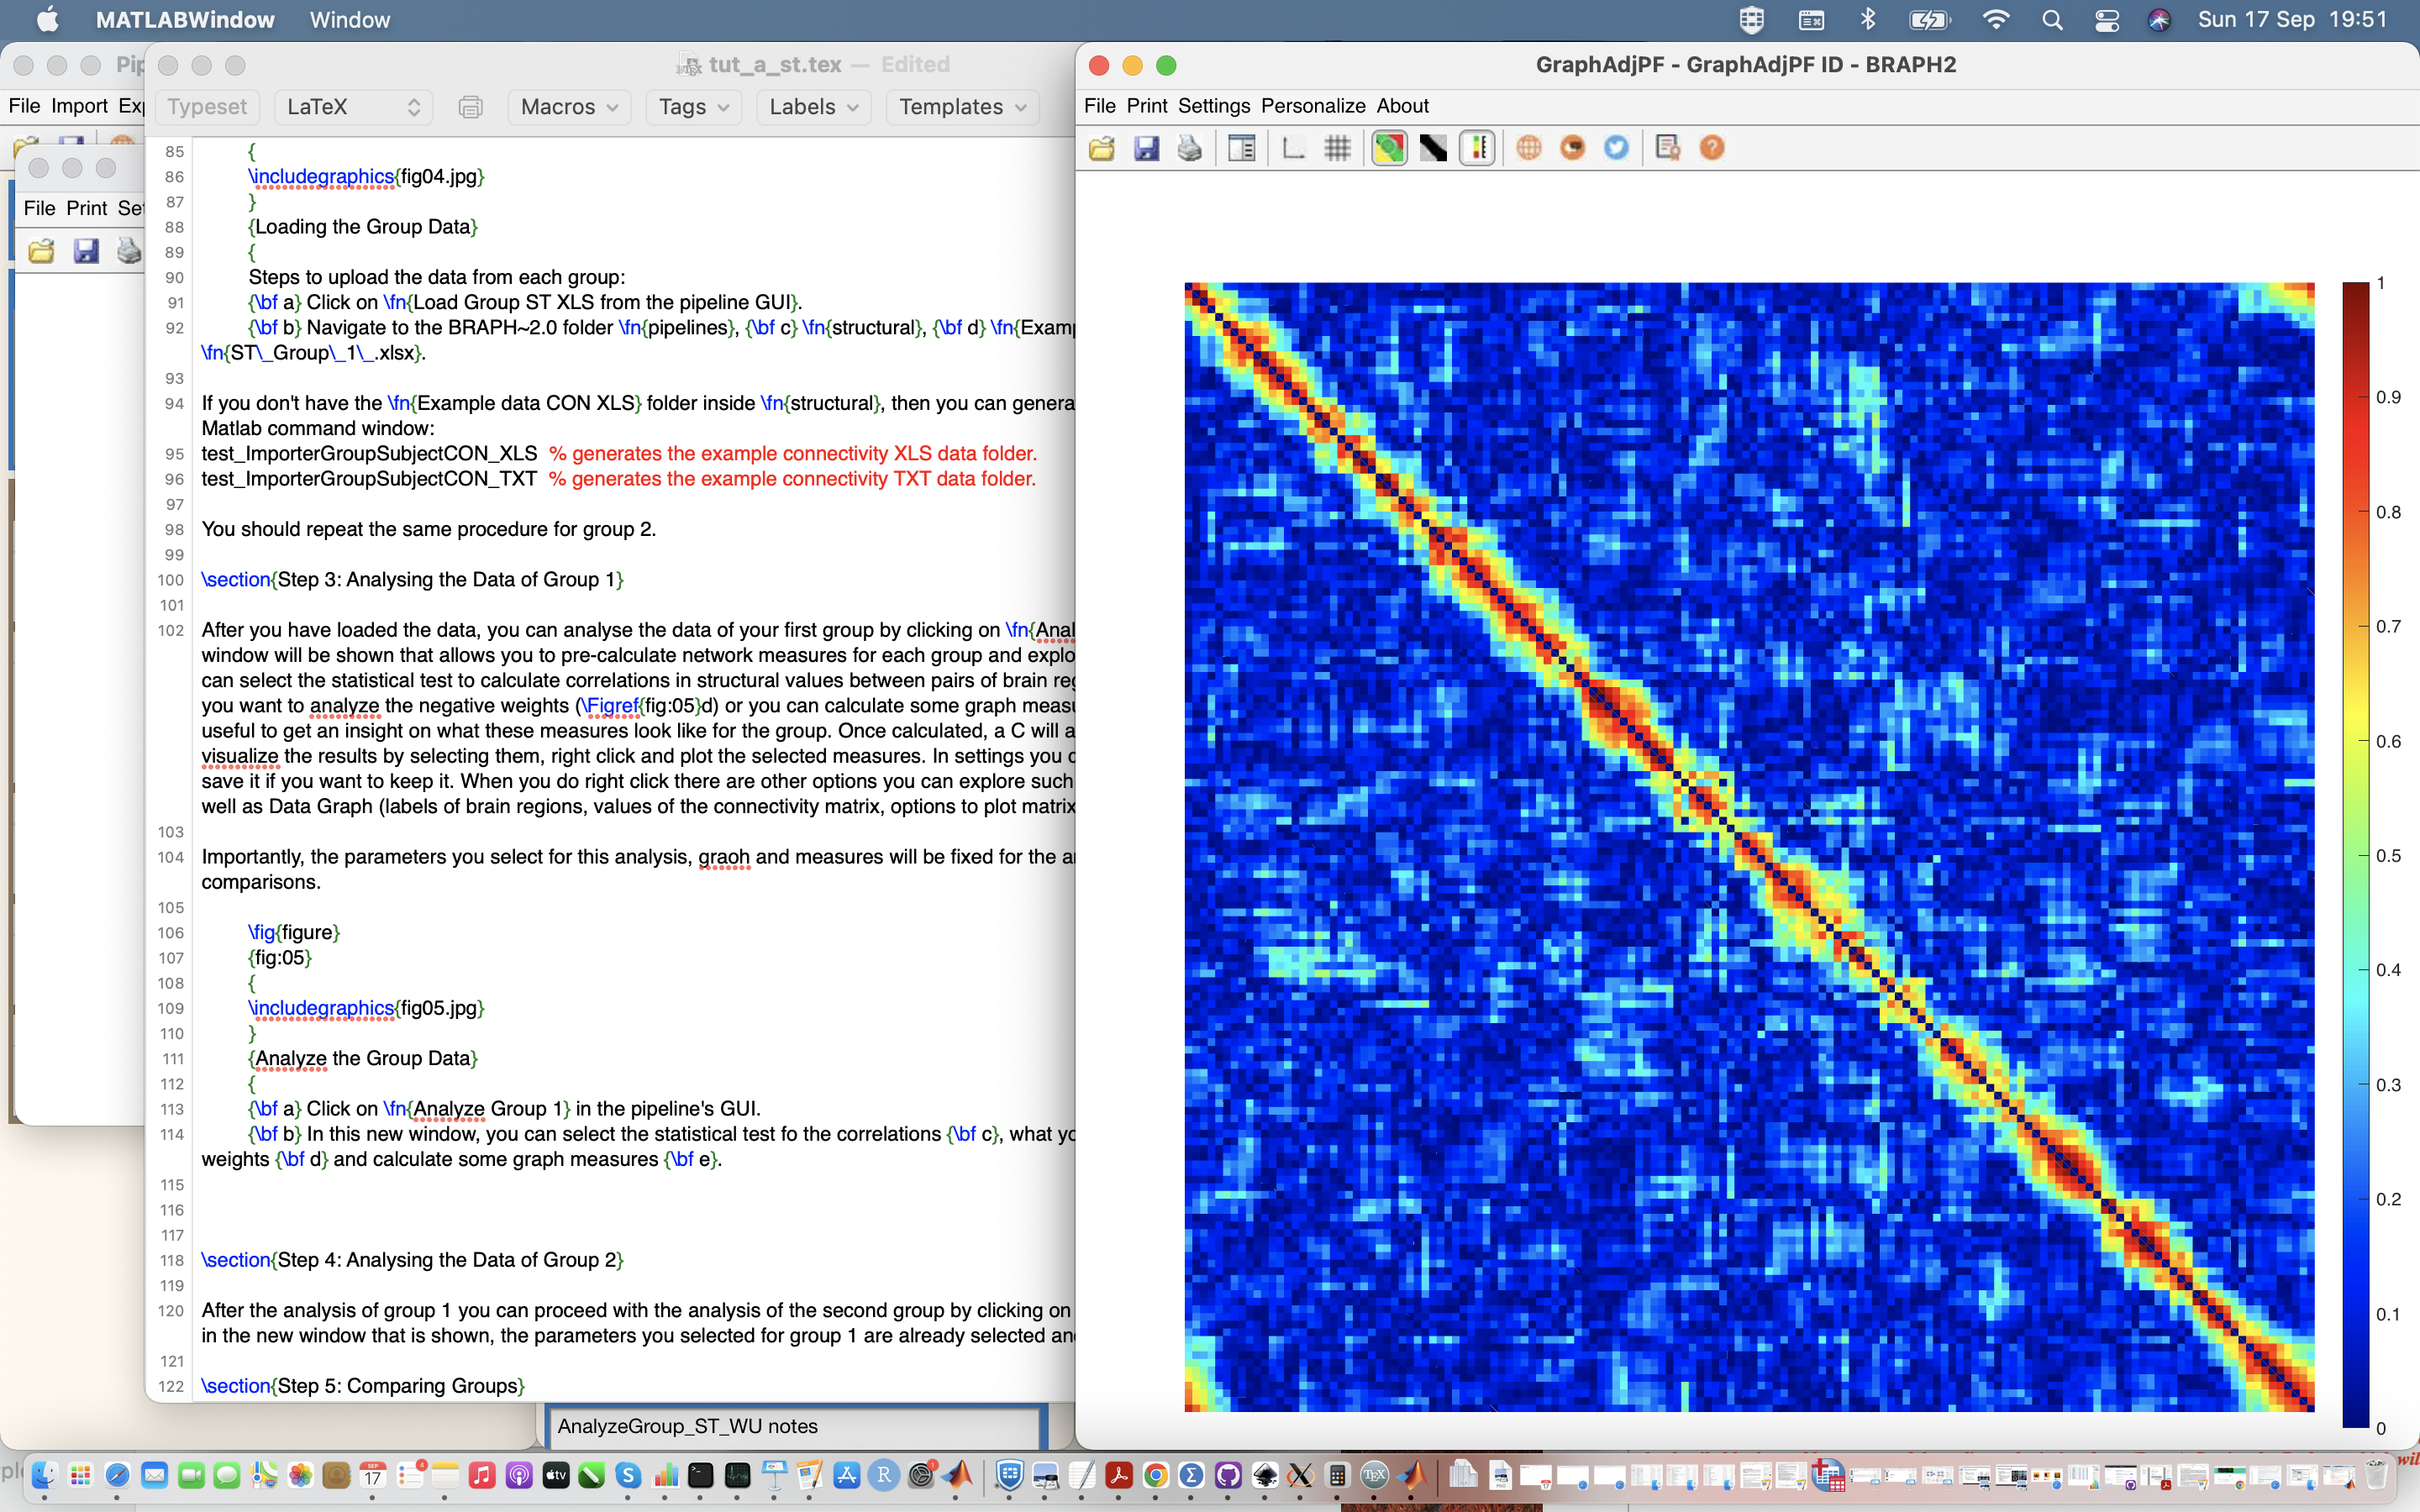 MATLABWindow Window
Sun 17 Sep 19:51
Pip
tut_a_st.tex — Edited
GraphAdjPF - GraphAdjPF ID - BRAPH2
File Import Exp
Typeset LaTeX Macros Tags Labels Templates
File Print Settings Personalize About
File Print Set
85 {
86 \includegraphics{fig04.jpg}
87 }
88 {Loading the Group Data}
89 {
90 Steps to upload the data from each group:
91 {\bf a} Click on \fn{Load Group ST XLS from the pipeline GUI}.
92 {\bf b} Navigate to the BRAPH~2.0 folder \fn{pipelines}, {\bf c} \fn{structural}, {\bf d} \fn{Examp
\fn{ST\_Group\_1\_.xlsx}.
93
94 If you don't have the \fn{Example data CON XLS} folder inside \fn{structural}, then you can genera
Matlab command window:
95 test_ImporterGroupSubjectCON_XLS % generates the example connectivity XLS data folder.
96 test_ImporterGroupSubjectCON_TXT % generates the example connectivity TXT data folder.
97
98 You should repeat the same procedure for group 2.
99
100 \section{Step 3: Analysing the Data of Group 1}
101
102 After you have loaded the data, you can analyse the data of your first group by clicking on \fn{Anal
window will be shown that allows you to pre-calculate network measures for each group and explo
can select the statistical test to calculate correlations in structural values between pairs of brain reg
you want to analyze the negative weights (\Figref{fig:05}d) or you can calculate some graph measu
useful to get an insight on what these measures look like for the group. Once calculated, a C will a
visualize the results by selecting them, right click and plot the selected measures. In settings you c
save it if you want to keep it. When you do right click there are other options you can explore such
well as Data Graph (labels of brain regions, values of the connectivity matrix, options to plot matrix
103
104 Importantly, the parameters you select for this analysis, graoh and measures will be fixed for the a
comparisons.
105
106 \fig{figure}
107 {fig:05}
108 {
109 \includegraphics{fig05.jpg}
110 }
111 {Analyze the Group Data}
112 {
113 {\bf a} Click on \fn{Analyze Group 1} in the pipeline's GUI.
114 {\bf b} In this new window, you can select the statistical test fo the correlations {\bf c}, what yo
weights {\bf d} and calculate some graph measures {\bf e}.
115
116
117
118 \section{Step 4: Analysing the Data of Group 2}
119
120 After the analysis of group 1 you can proceed with the analysis of the second group by clicking on
in the new window that is shown, the parameters you selected for group 1 are already selected an
121
122 \section{Step 5: Comparing Groups}
AnalyzeGroup_ST_WU notes
1
0.9
0.8
0.7
0.6
0.5
0.4
0.3
0.2
0.1
0